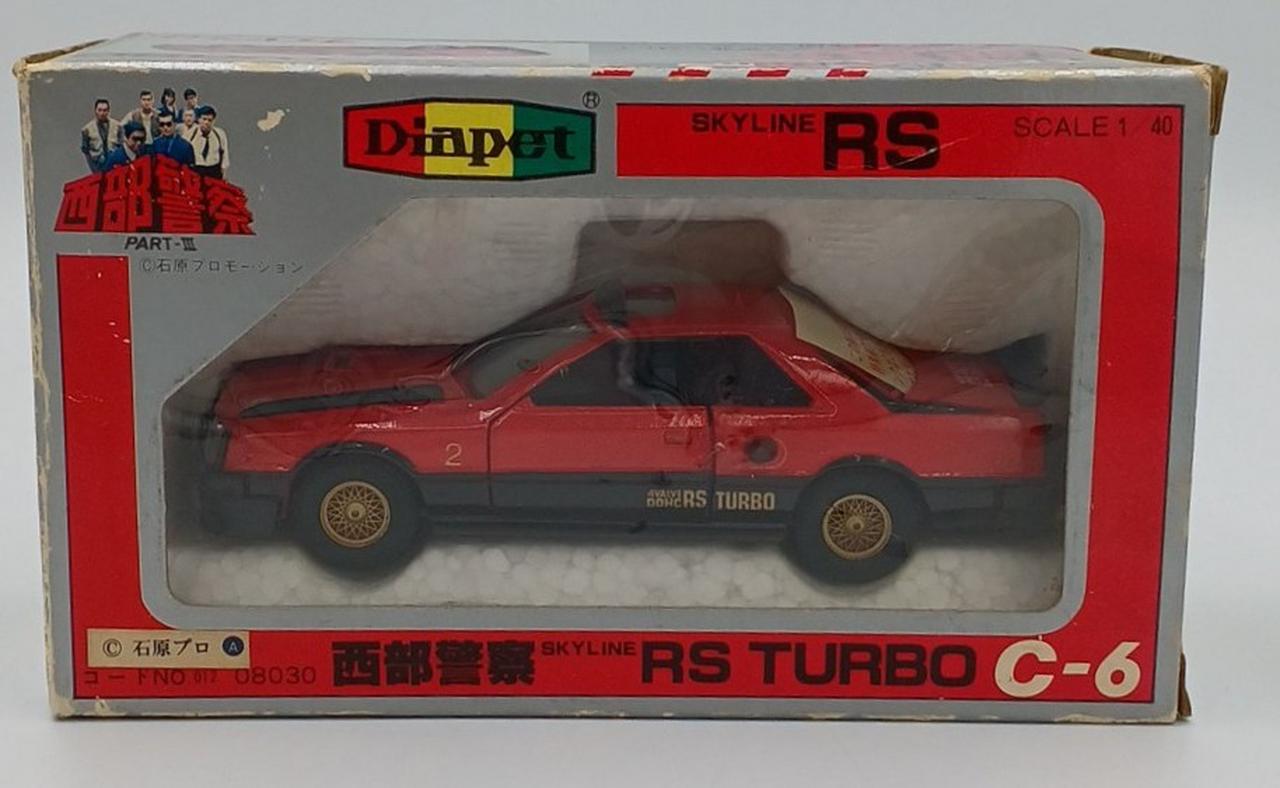 西部警察
PART-III
©石原プロモーション
Diapet ®
SKYLINE RS
SCALE 1/40
2
4VALVE DOHC RS TURBO
© 石原プロ A
コードNO. 017 08030
西部警察 SKYLINE RS TURBO C-6